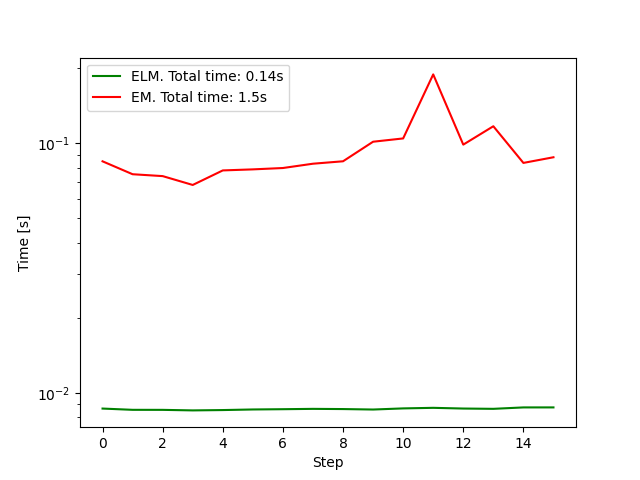 ELM. Total time: 0.14s
EM. Total time: 1.5s
10⁻¹
10⁻²
Time [s]
0 2 4 6 8 10 12 14
Step